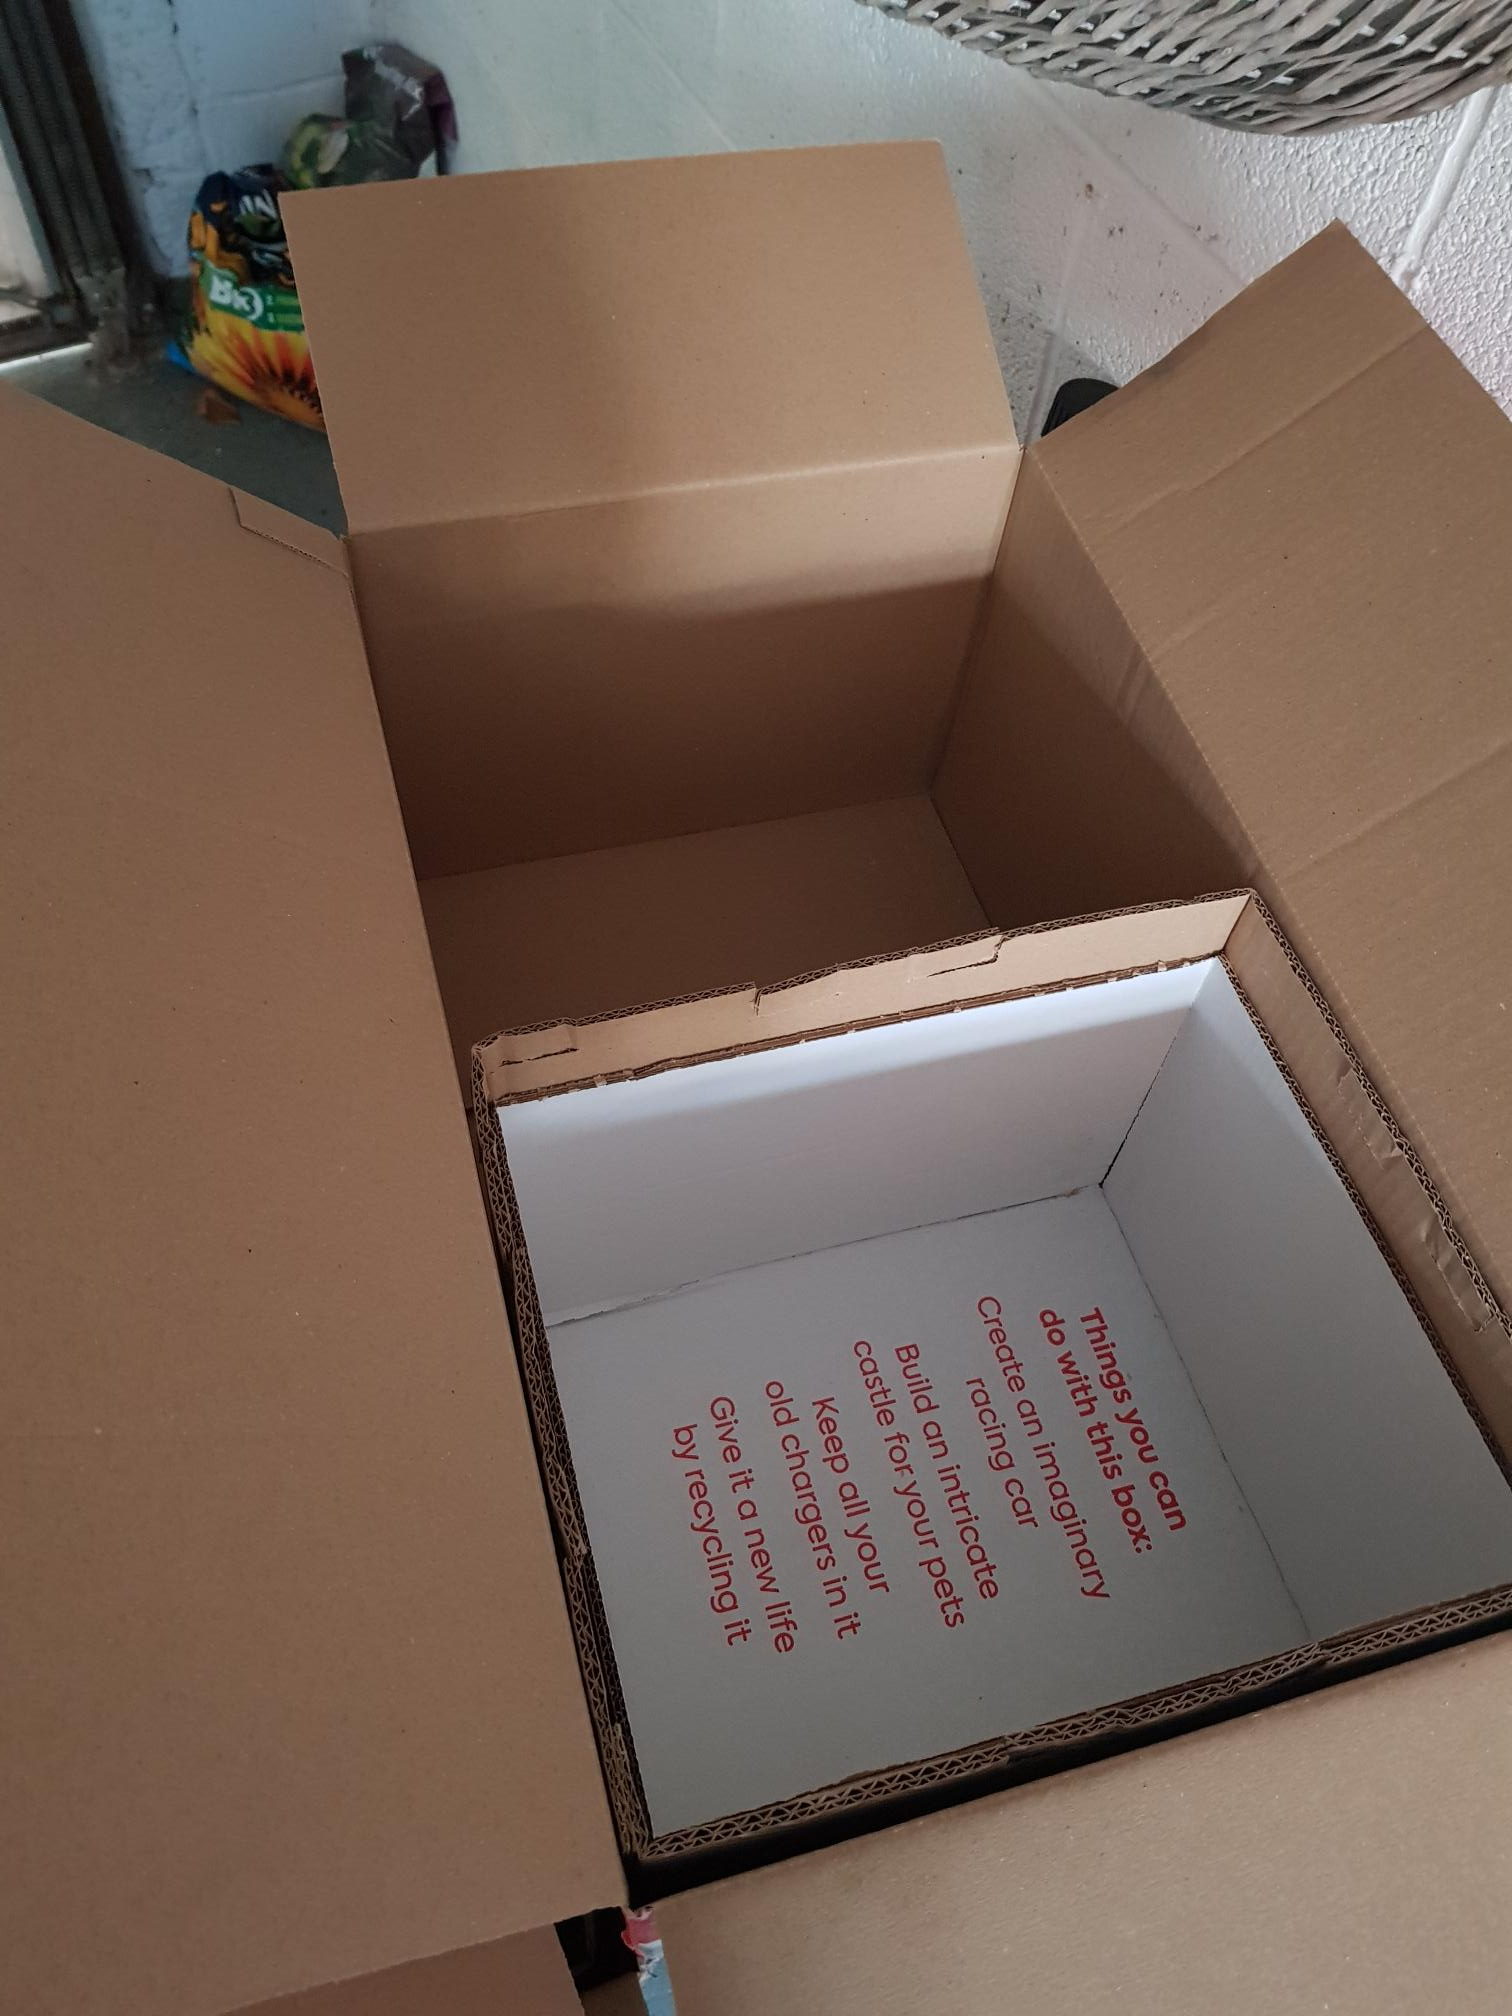 Things you can
do with this box:
Create an imaginary
racing car
Build an intricate
castle for your pets
Keep all your
old chargers in it
Give it a new life
by recycling it